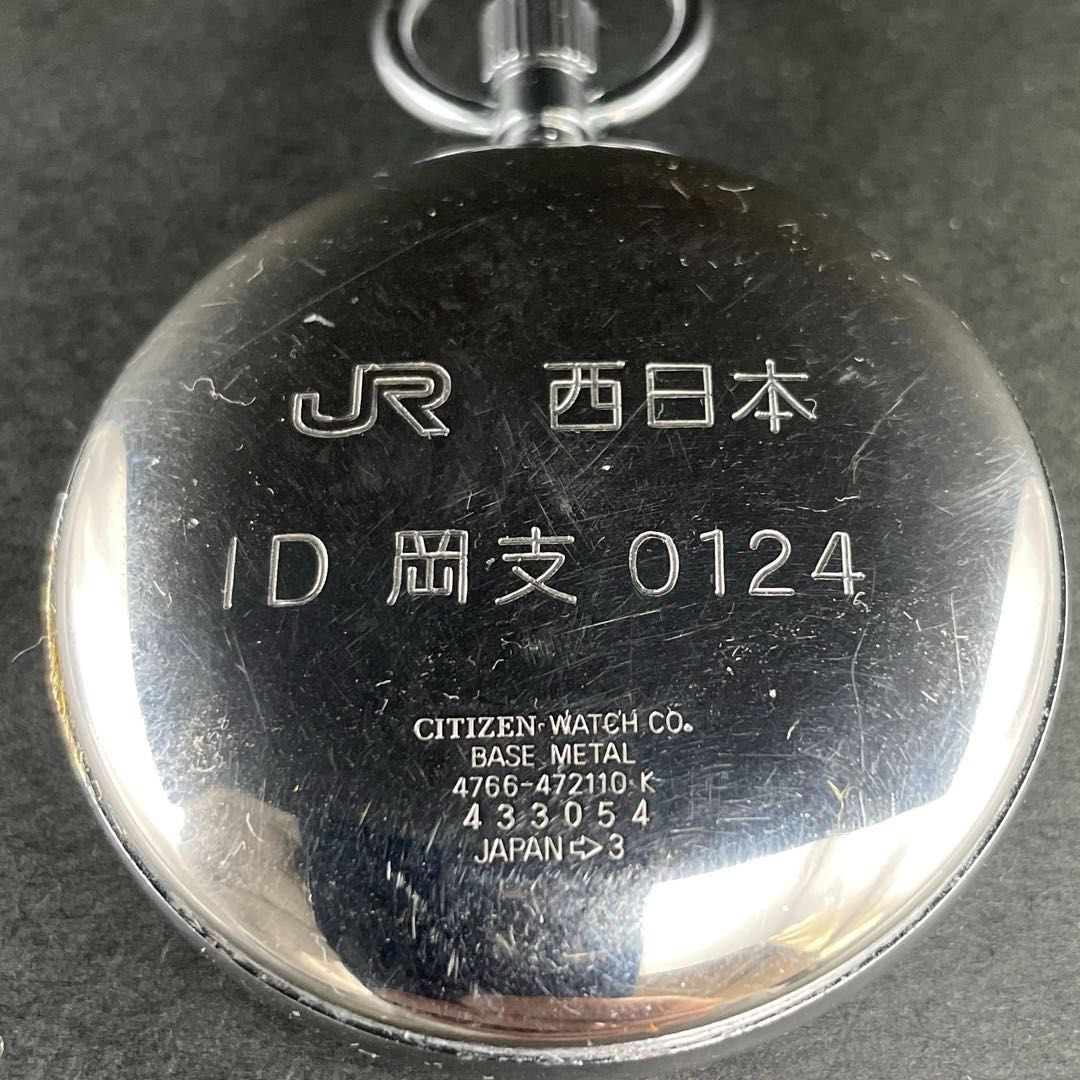 JR 西日本
ID 岡支 0124
CITIZEN WATCH CO.
BASE METAL
4766-472110 K
433054
JAPAN ➩ 3